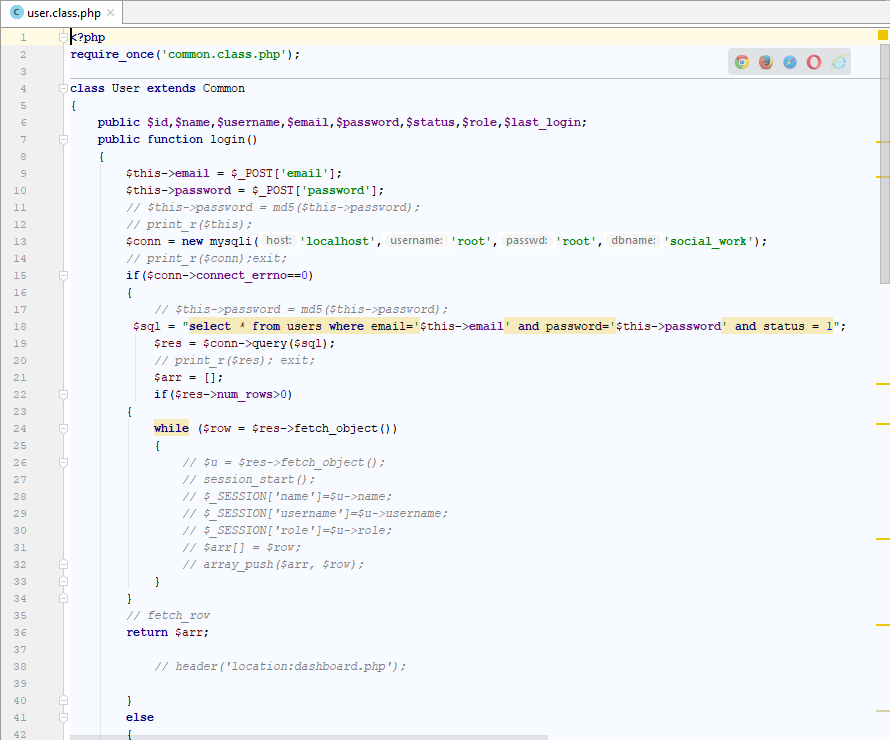 user.class.php
1 <?php
2 require_once('common.class.php');
3
4 class User extends Common
5 {
6 public $id,$name,$username,$email,$password,$status,$role,$last_login;
7 public function login()
8 {
9 $this->email = $_POST['email'];
10 $this->password = $_POST['password'];
11 // $this->password = md5($this->password);
12 // print_r($this);
13 $conn = new mysqli( host: 'localhost', username: 'root', passwd: 'root', dbname: 'social_work');
14 // print_r($conn);exit;
15 if($conn->connect_errno==0)
16 {
17 // $this->password = md5($this->password);
18 $sql = "select * from users where email='$this->email' and password='$this->password' and status = 1";
19 $res = $conn->query($sql);
20 // print_r($res); exit;
21 $arr = [];
22 if($res->num_rows>0)
23 {
24 while ($row = $res->fetch_object())
25 {
26 // $u = $res->fetch_object();
27 // session_start();
28 // $_SESSION['name']=$u->name;
29 // $_SESSION['username']=$u->username;
30 // $_SESSION['role']=$u->role;
31 // $arr[] = $row;
32 // array_push($arr, $row);
33 }
34 }
35 // fetch_row
36 return $arr;
37
38 // header('location:dashboard.php');
39
40 }
41 else
42 {